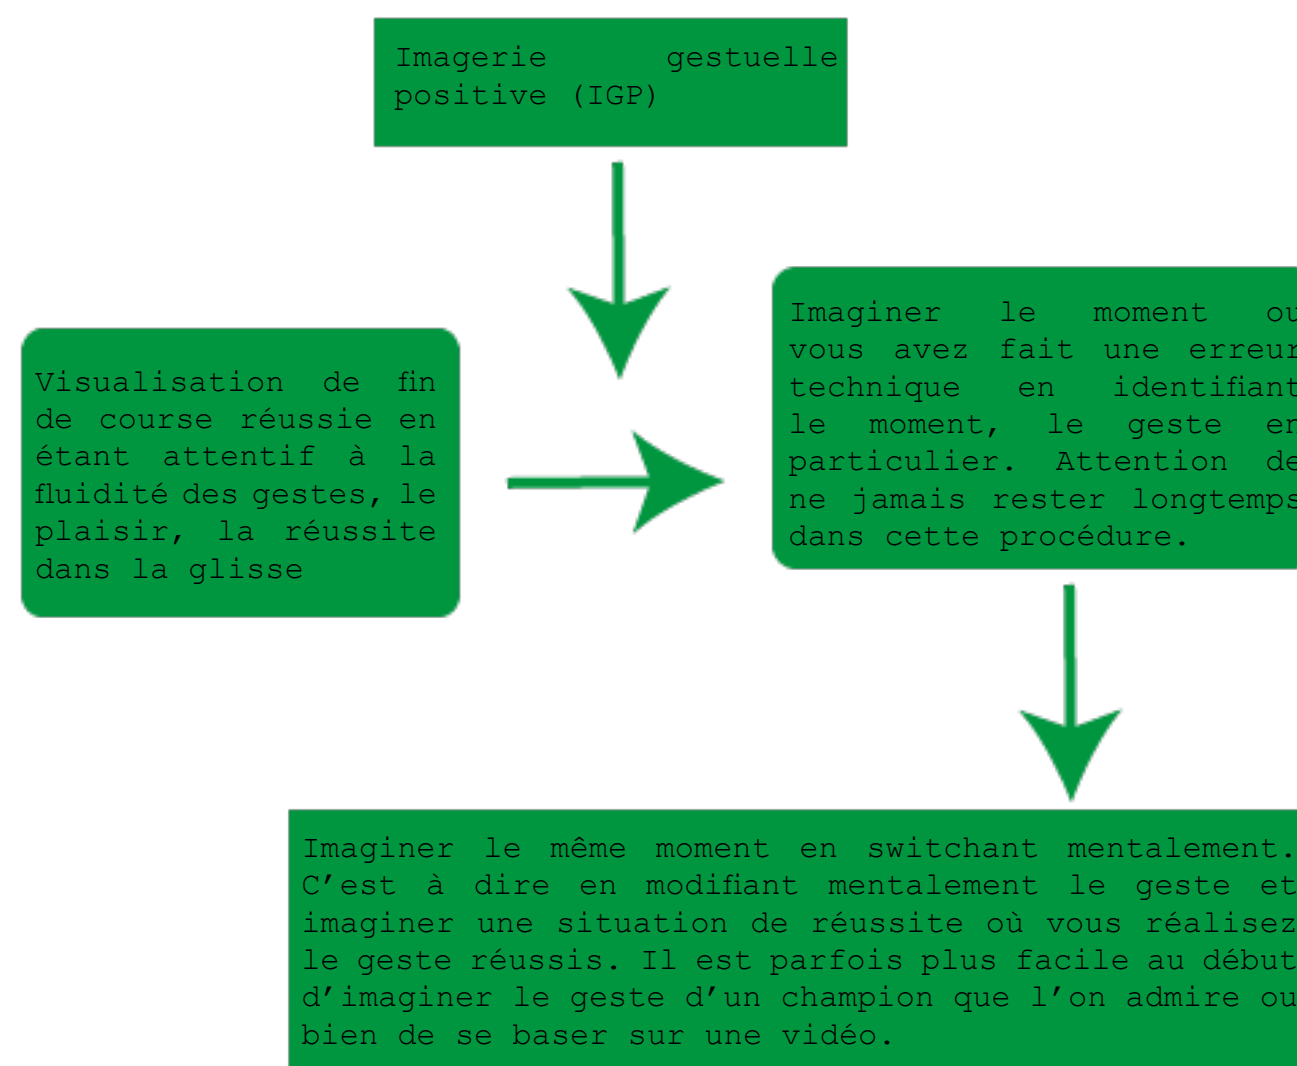 Imagerie gestuelle
positive (IGP)
Visualisation de fin
de course réussie en
étant attentif à la
fluidité des gestes, le
plaisir, la réussite
dans la glisse
Imaginer le moment ou
vous avez fait une erreur
technique en identifiant
le moment, le geste en
particulier. Attention de
ne jamais rester longtemps
dans cette procédure.
Imaginer le même moment en switchant mentalement.
C’est à dire en modifiant mentalement le geste et
imaginer une situation de réussite où vous réalisez
le geste réussis. Il est parfois plus facile au début
d’imaginer le geste d’un champion que l’on admire ou
bien de se baser sur une vidéo.